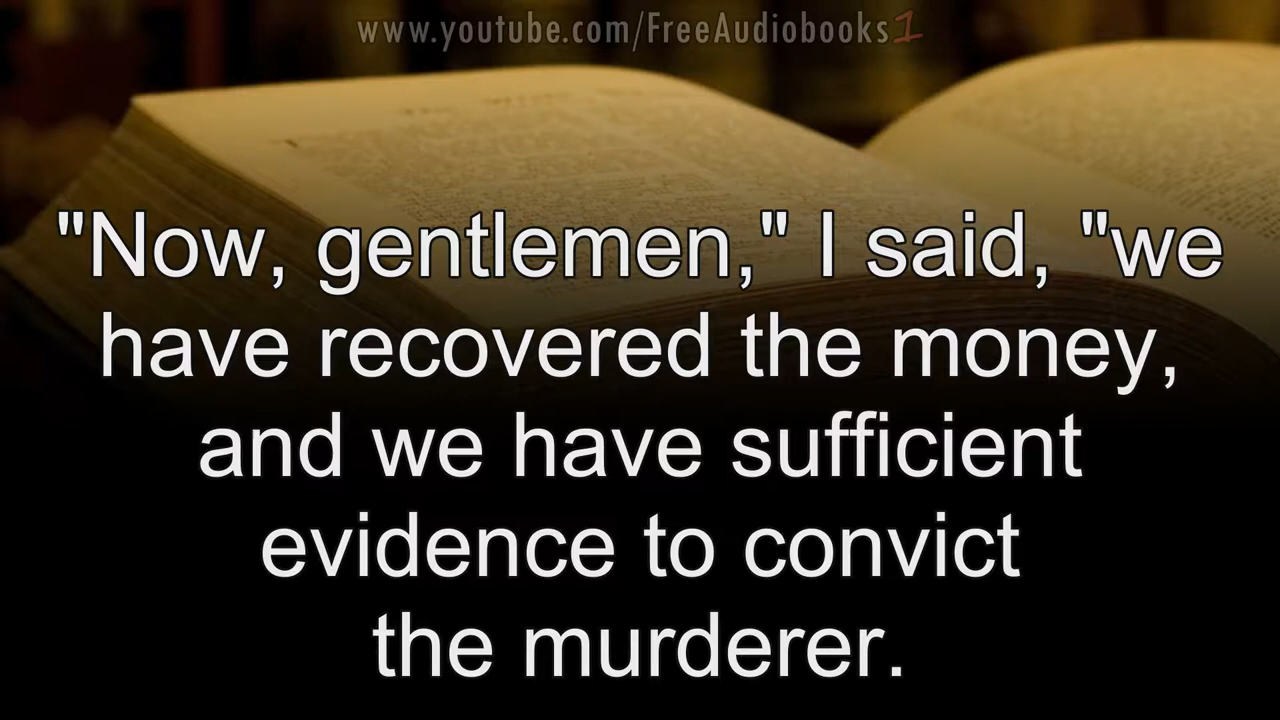 www.youtube.com/FreeAudiobooks1
"Now, gentlemen," I said, "we
have recovered the money,
and we have sufficient
evidence to convict
the murderer.